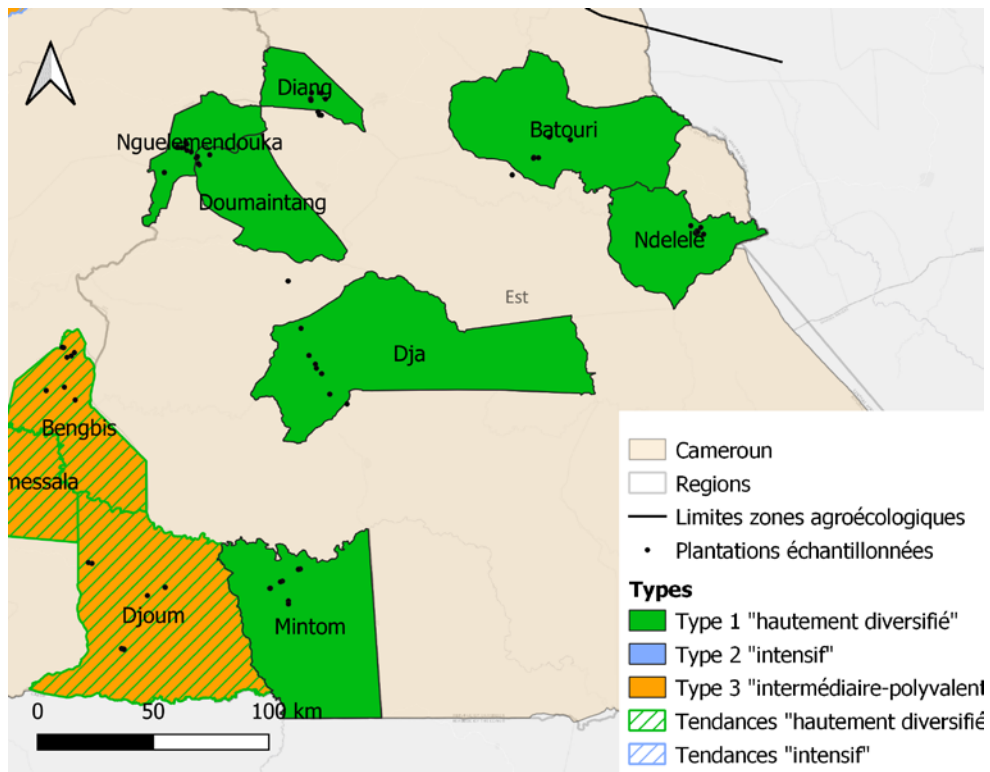 Diang
Batouri
Nguelemendouka
Doumaintang
Ndelele
Est
Dja
Bengbis
messala
Djoum
Mintom
0 50 100 km
Cameroun
Regions
Limites zones agroécologiques
Plantations échantillonnées
Types
Type 1 "hautement diversifié"
Type 2 "intensif"
Type 3 "intermédiaire-polyvalent
Tendances "hautement diversifié
Tendances "intensif"